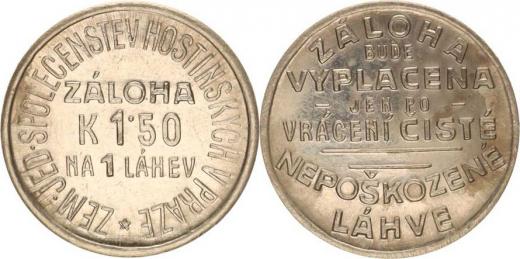 ZEM·JED·SPOLEČENSTEV HOSTINSKÝCH V PRAZE *
ZÁLOHA
K 1·50
NA 1 LÁHEV
ZÁLOHA
BUDE
VYPLACENA
- JEN PO -
VRÁCENÍ ČISTÉ
NEPOŠKOZENÉ
LÁHVE